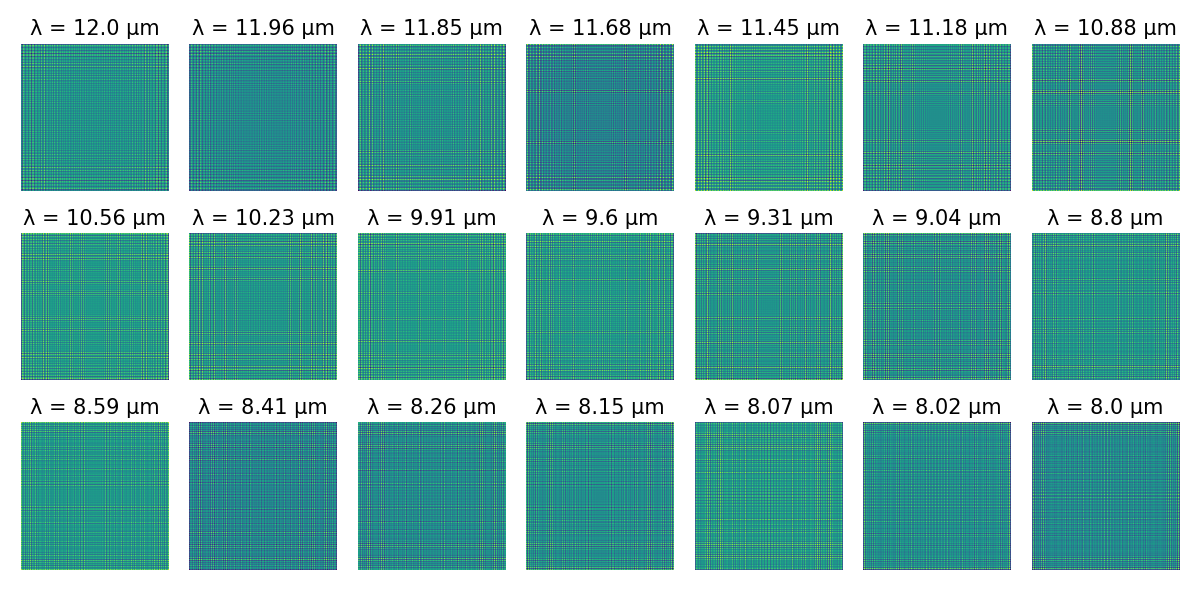 λ = 12.0 μm
λ = 11.96 μm
λ = 11.85 μm
λ = 11.68 μm
λ = 11.45 μm
λ = 11.18 μm
λ = 10.88 μm
λ = 10.56 μm
λ = 10.23 μm
λ = 9.91 μm
λ = 9.6 μm
λ = 9.31 μm
λ = 9.04 μm
λ = 8.8 μm
λ = 8.59 μm
λ = 8.41 μm
λ = 8.26 μm
λ = 8.15 μm
λ = 8.07 μm
λ = 8.02 μm
λ = 8.0 μm